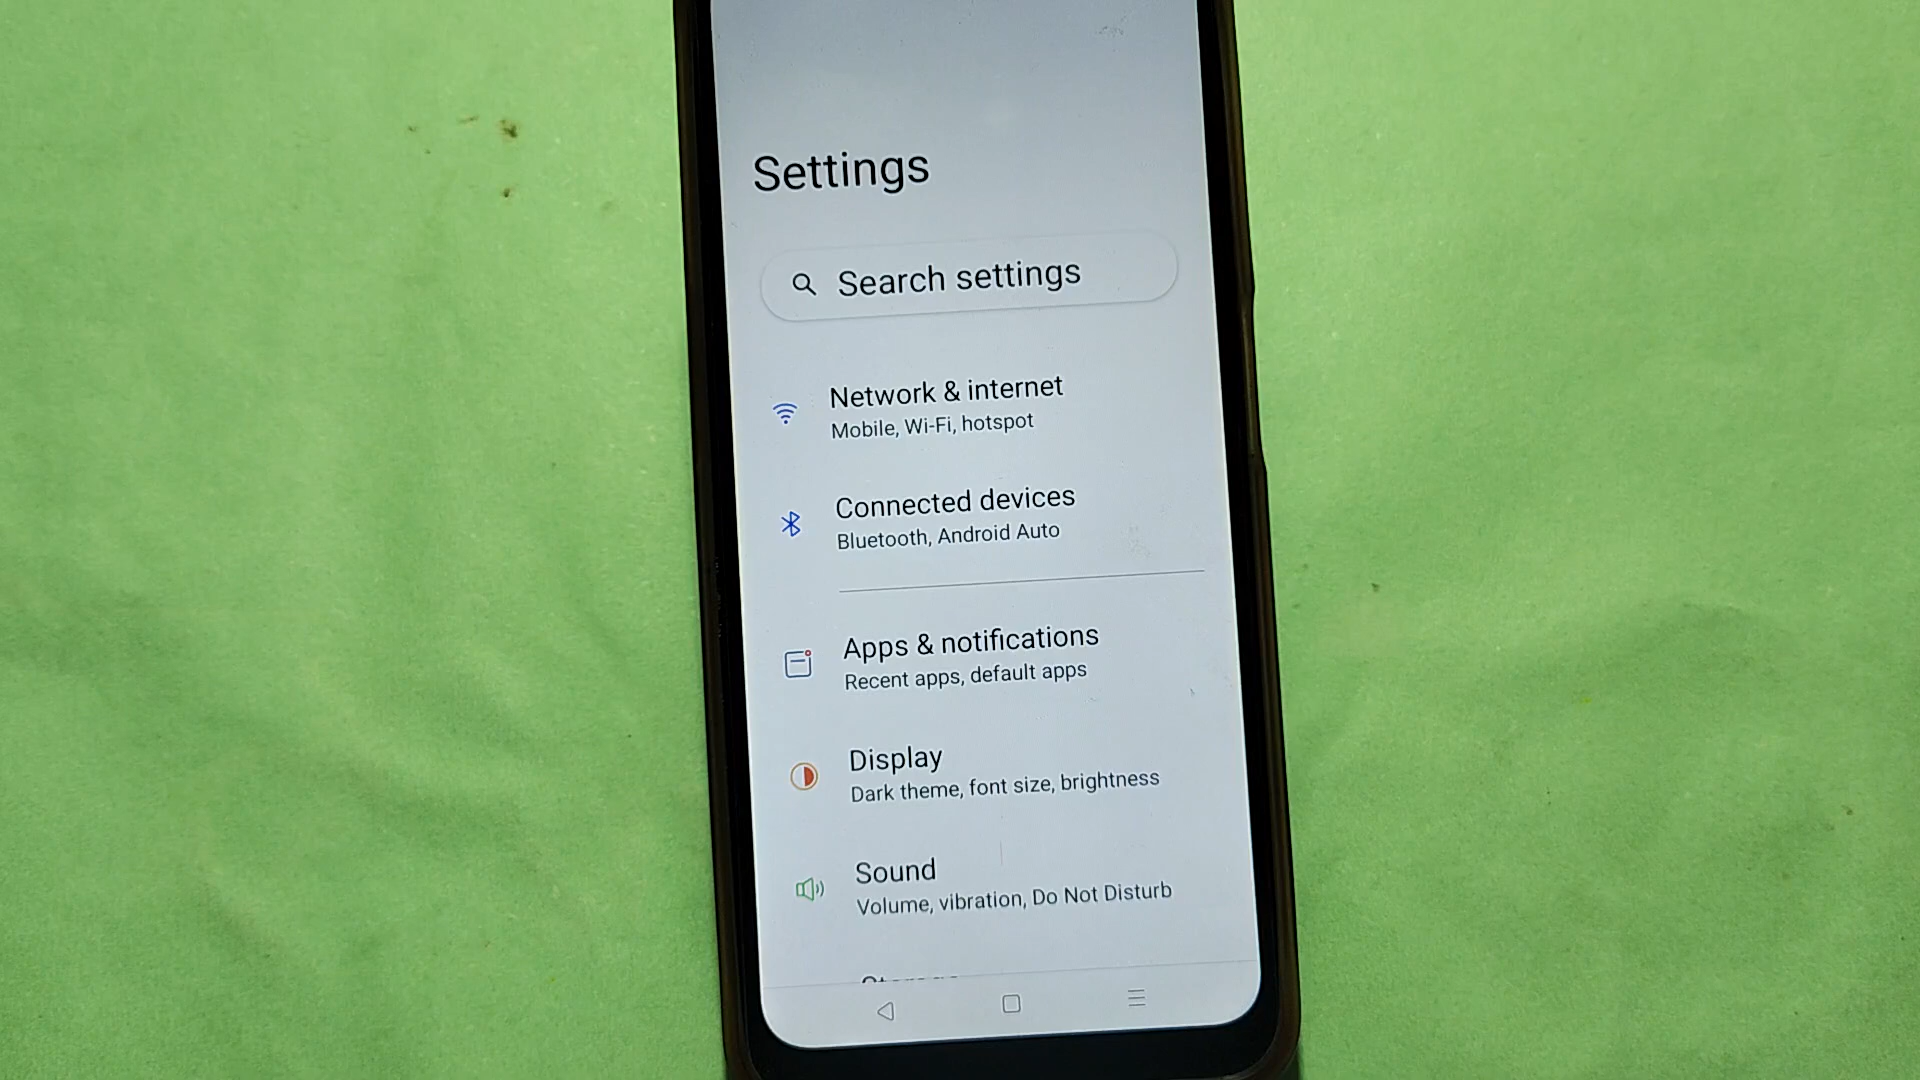 Settings
Search settings
Network & internet
Mobile, Wi-Fi, hotspot
Connected devices
Bluetooth, Android Auto
Apps & notifications
Recent apps, default apps
Display
Dark theme, font size, brightness
Sound
Volume, vibration, Do Not Disturb